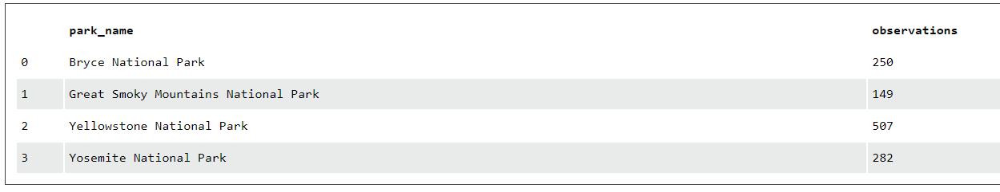 park_name observations
0 Bryce National Park 250
1 Great Smoky Mountains National Park 149
2 Yellowstone National Park 507
3 Yosemite National Park 282